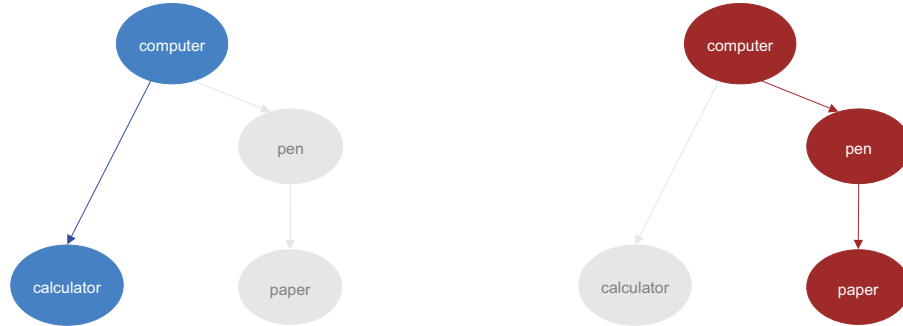 computer
pen
calculator
paper
computer
pen
calculator
paper